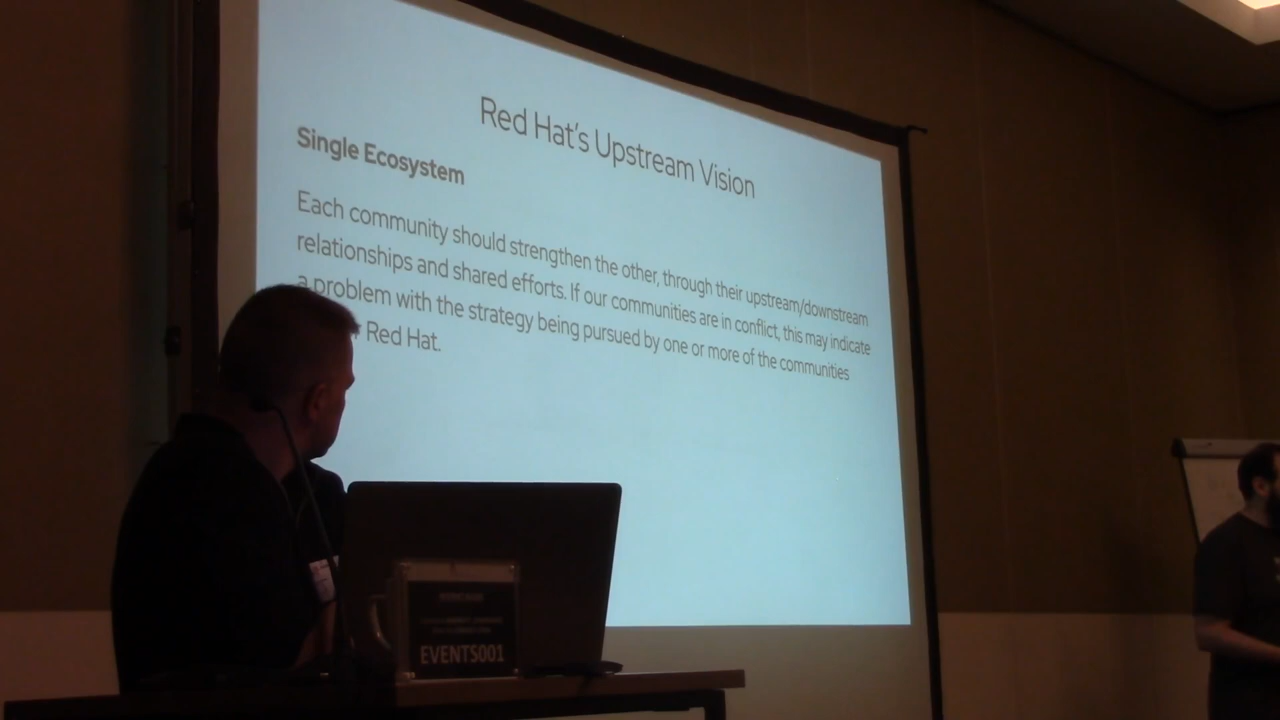 Red Hat's Upstream Vision
Single Ecosystem
Each community should strengthen the other, through their upstream/downstream
relationships and shared efforts. If our communities are in conflict, this may indicate
a problem with the strategy being pursued by one or more of the communities
Red Hat.
EVENTS001